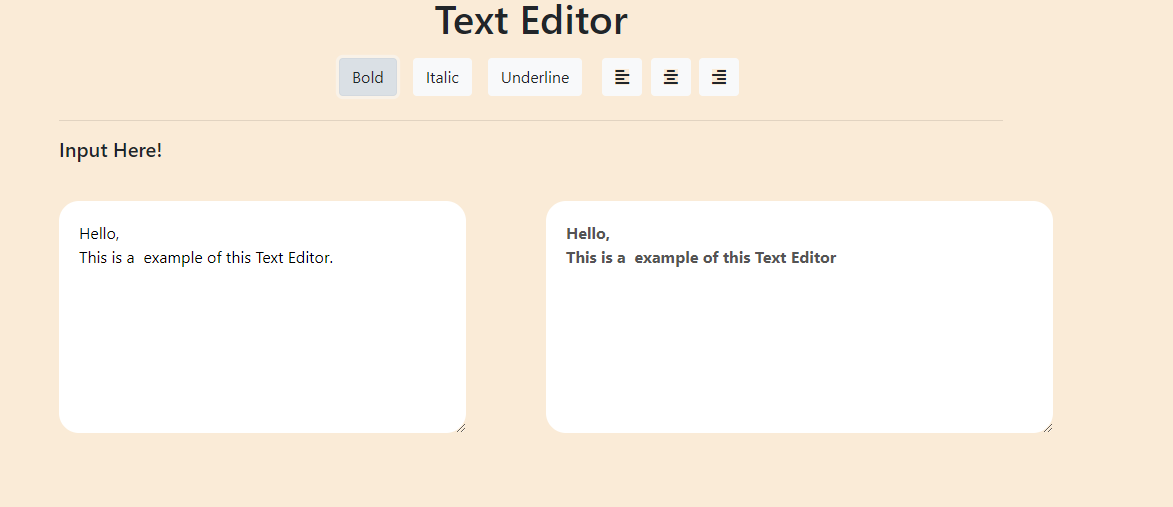 Text Editor
Bold Italic Underline
Input Here!
Hello,
This is a  example of this Text Editor.
Hello,
This is a  example of this Text Editor